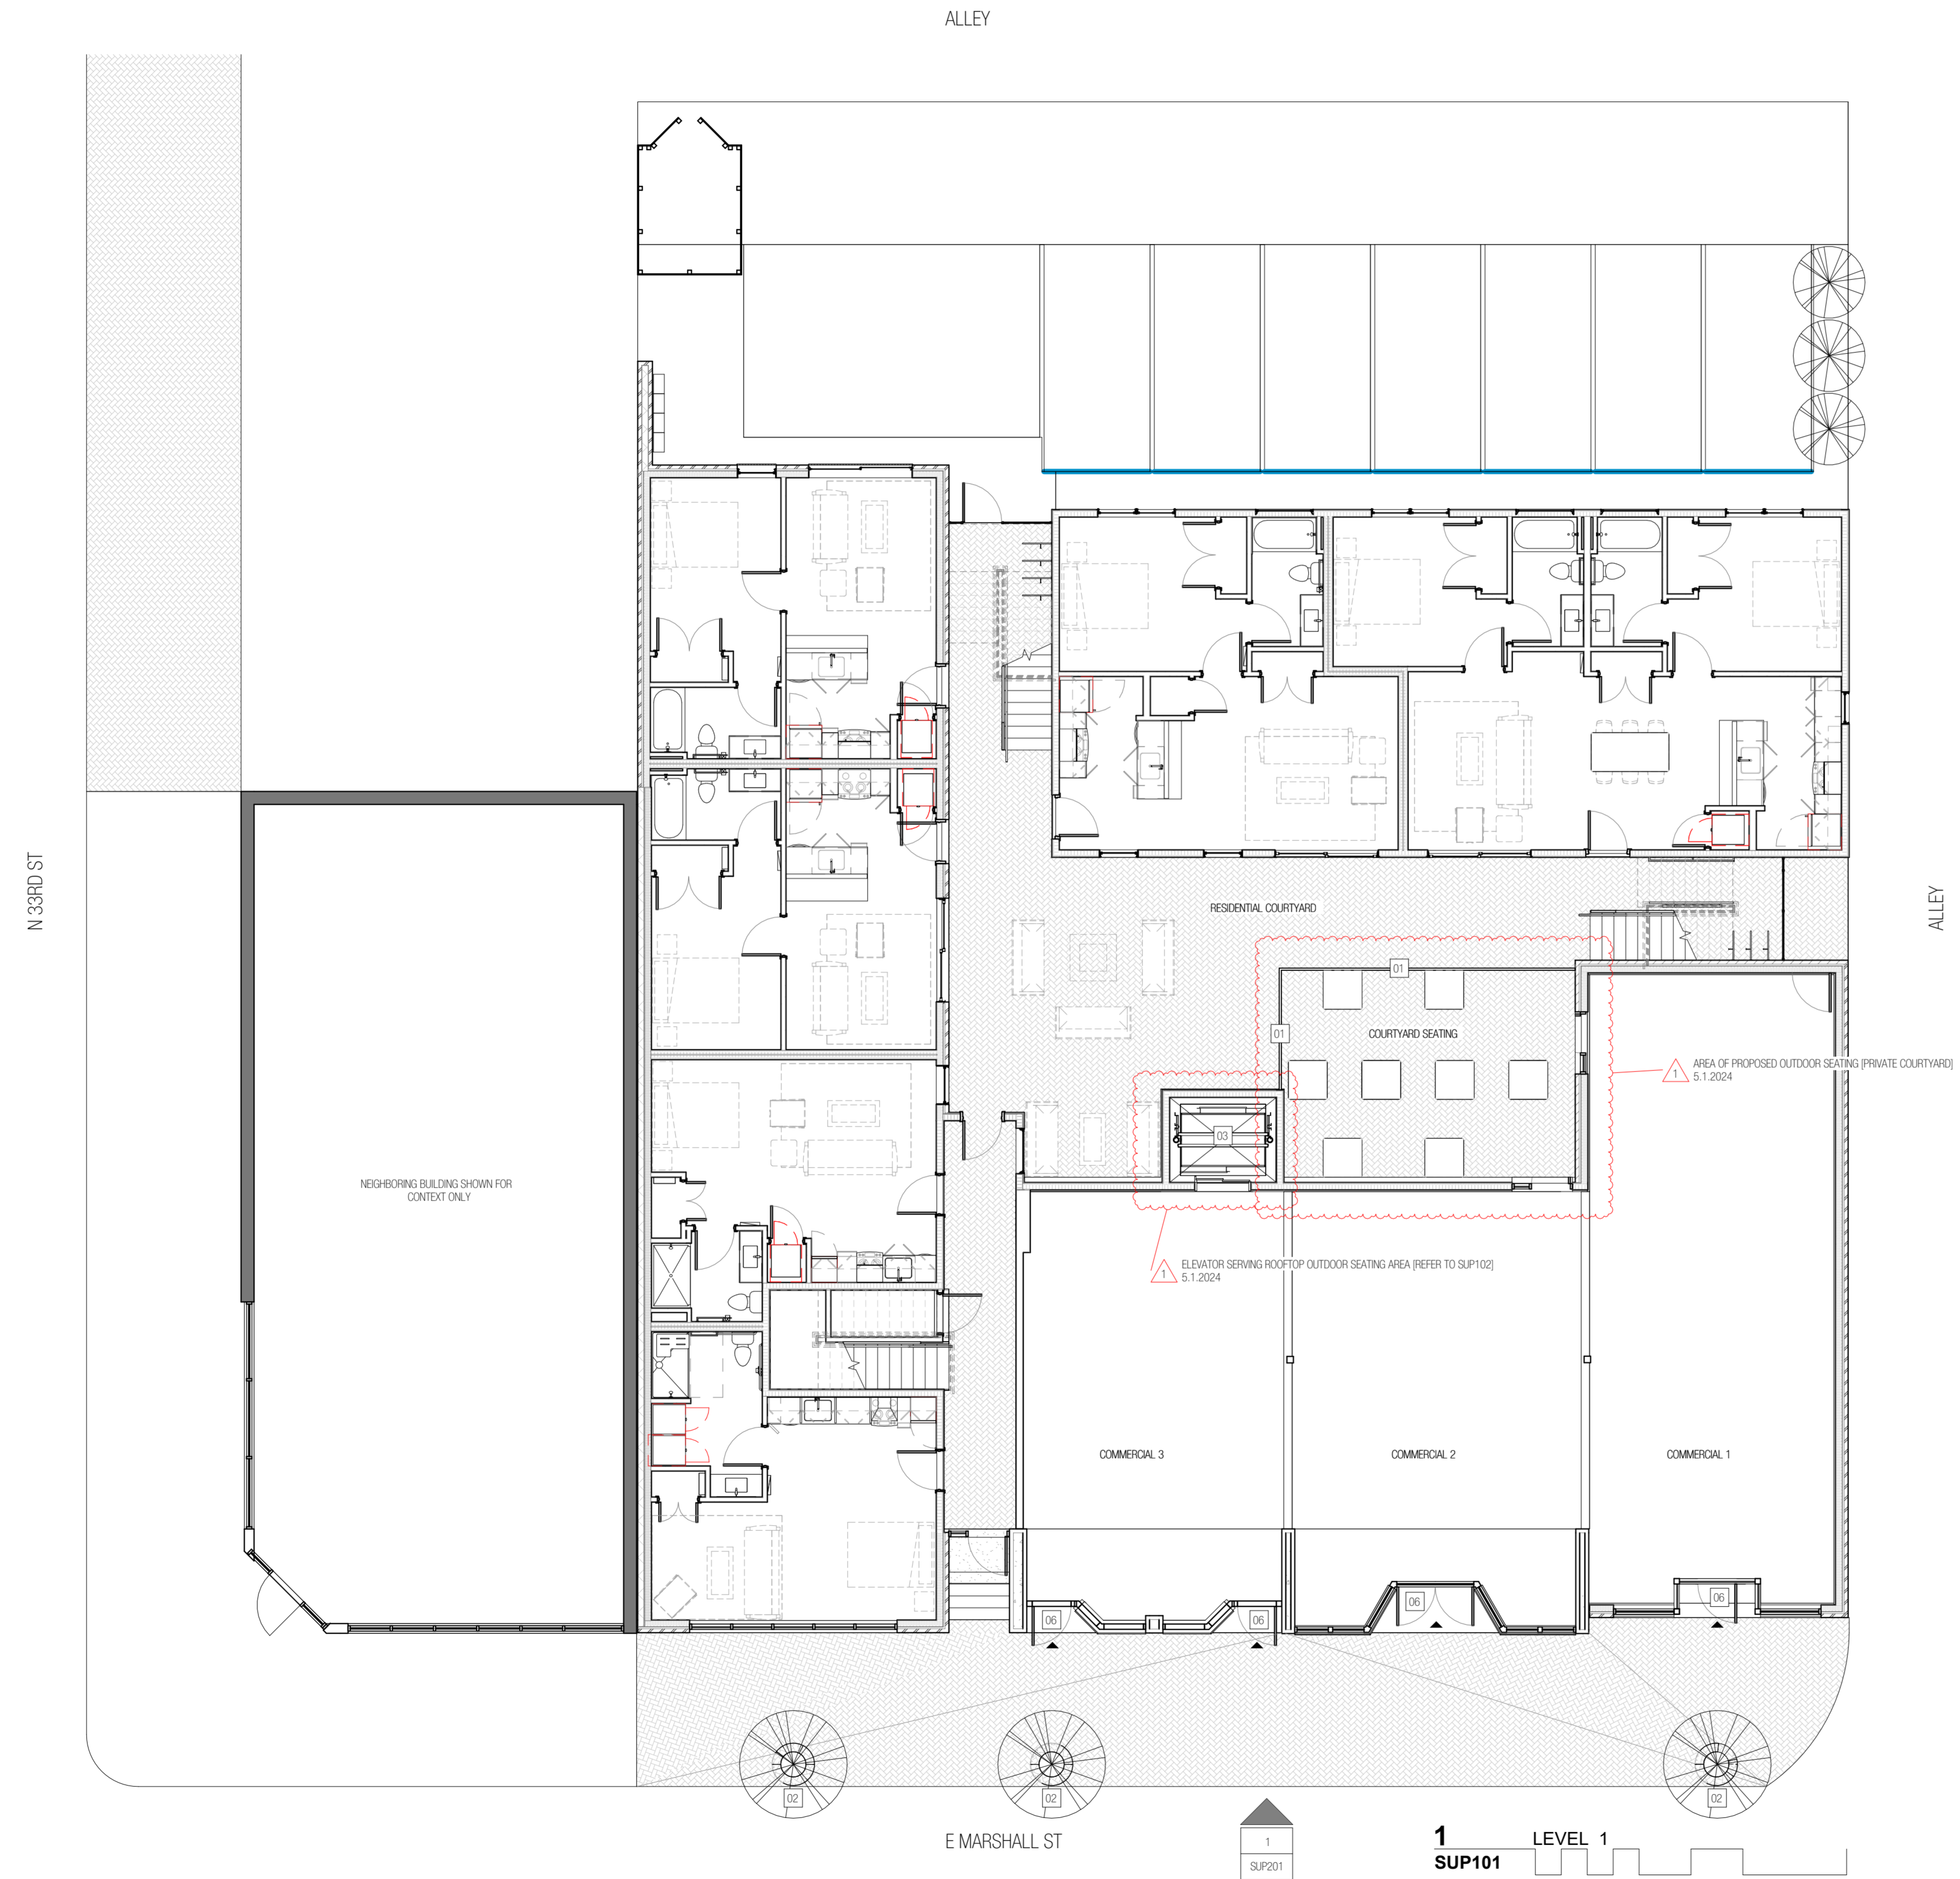 ALLEY
N 33RD ST
ALLEY
RESIDENTIAL COURTYARD
01
01
COURTYARD SEATING
1
AREA OF PROPOSED OUTDOOR SEATING [PRIVATE COURTYARD]
5.1.2024
03
NEIGHBORING BUILDING SHOWN FOR
CONTEXT ONLY
1
ELEVATOR SERVING ROOFTOP OUTDOOR SEATING AREA [REFER TO SUP102]
5.1.2024
COMMERCIAL 3
COMMERCIAL 2
COMMERCIAL 1
06
06
06
06
02
02
02
E MARSHALL ST
1
SUP201
1
LEVEL 1
SUP101